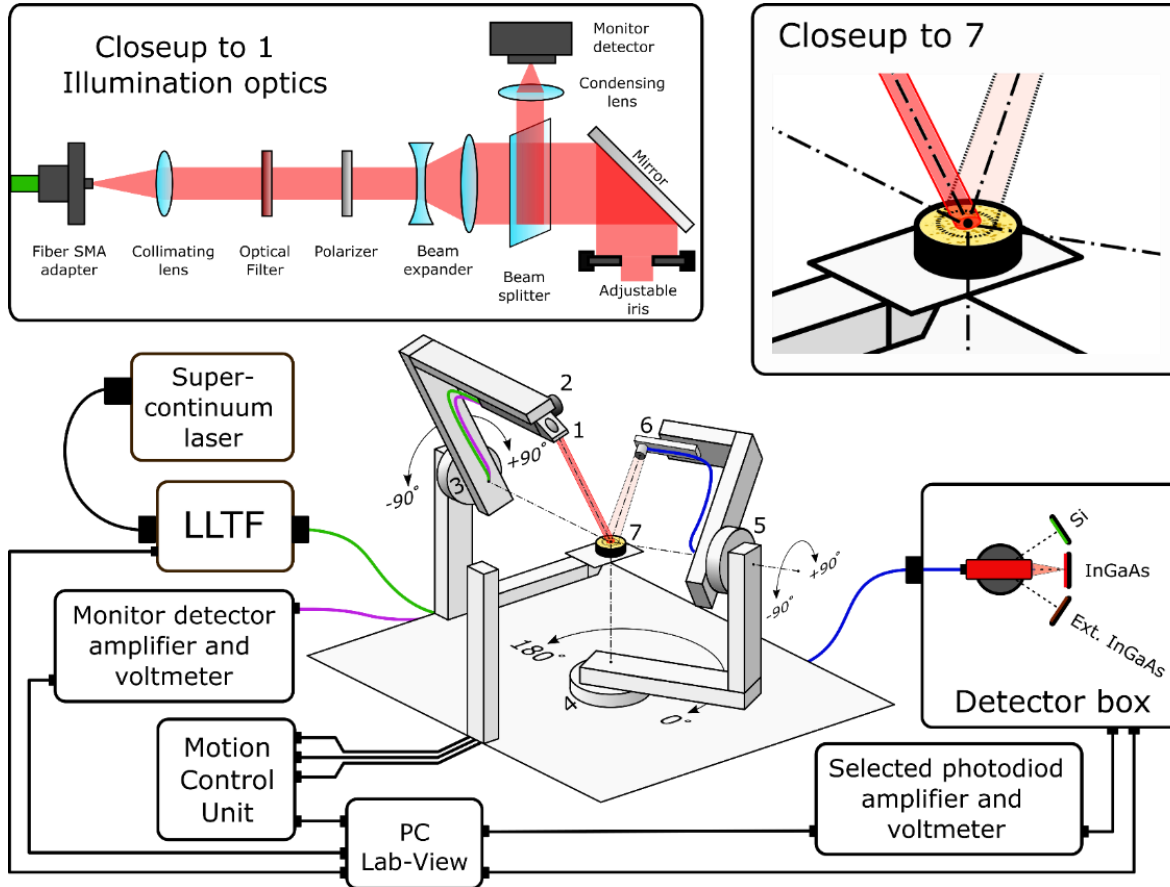 Closeup to 1
Illumination optics
Monitor
detector
Condensing
lens
Mirror
Fiber SMA
adapter
Collimating
lens
Optical
Filter
Polarizer
Beam
expander
Beam
splitter
Adjustable
iris
Closeup to 7
Super-
continuum
laser
LLTF
Monitor detector
amplifier and
voltmeter
Motion
Control
Unit
PC
Lab-View
2
1
+90°
-90°
3
6
7
5
+90°
-90°
180°
4
0°
Si
InGaAs
Ext. InGaAs
Detector box
Selected photodiod
amplifier and
voltmeter